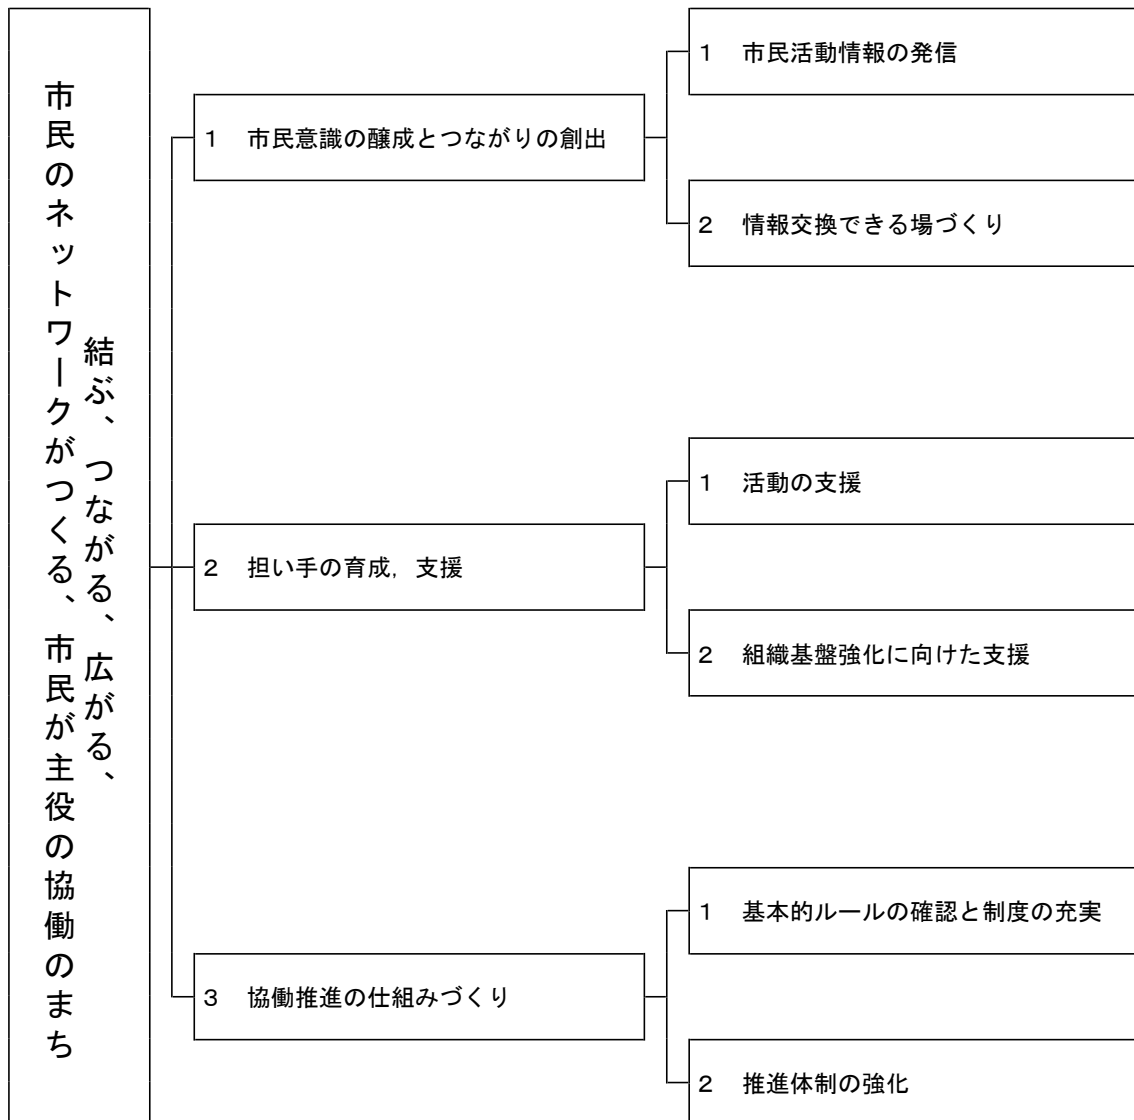 結ぶ、つながる、広がる、
市民のネットワークがつくる、市民が主役の協働のまち
1 市民意識の醸成とつながりの創出
1 市民活動情報の発信
2 情報交換できる場づくり
2 担い手の育成，支援
1 活動の支援
2 組織基盤強化に向けた支援
3 協働推進の仕組みづくり
1 基本的ルールの確認と制度の充実
2 推進体制の強化